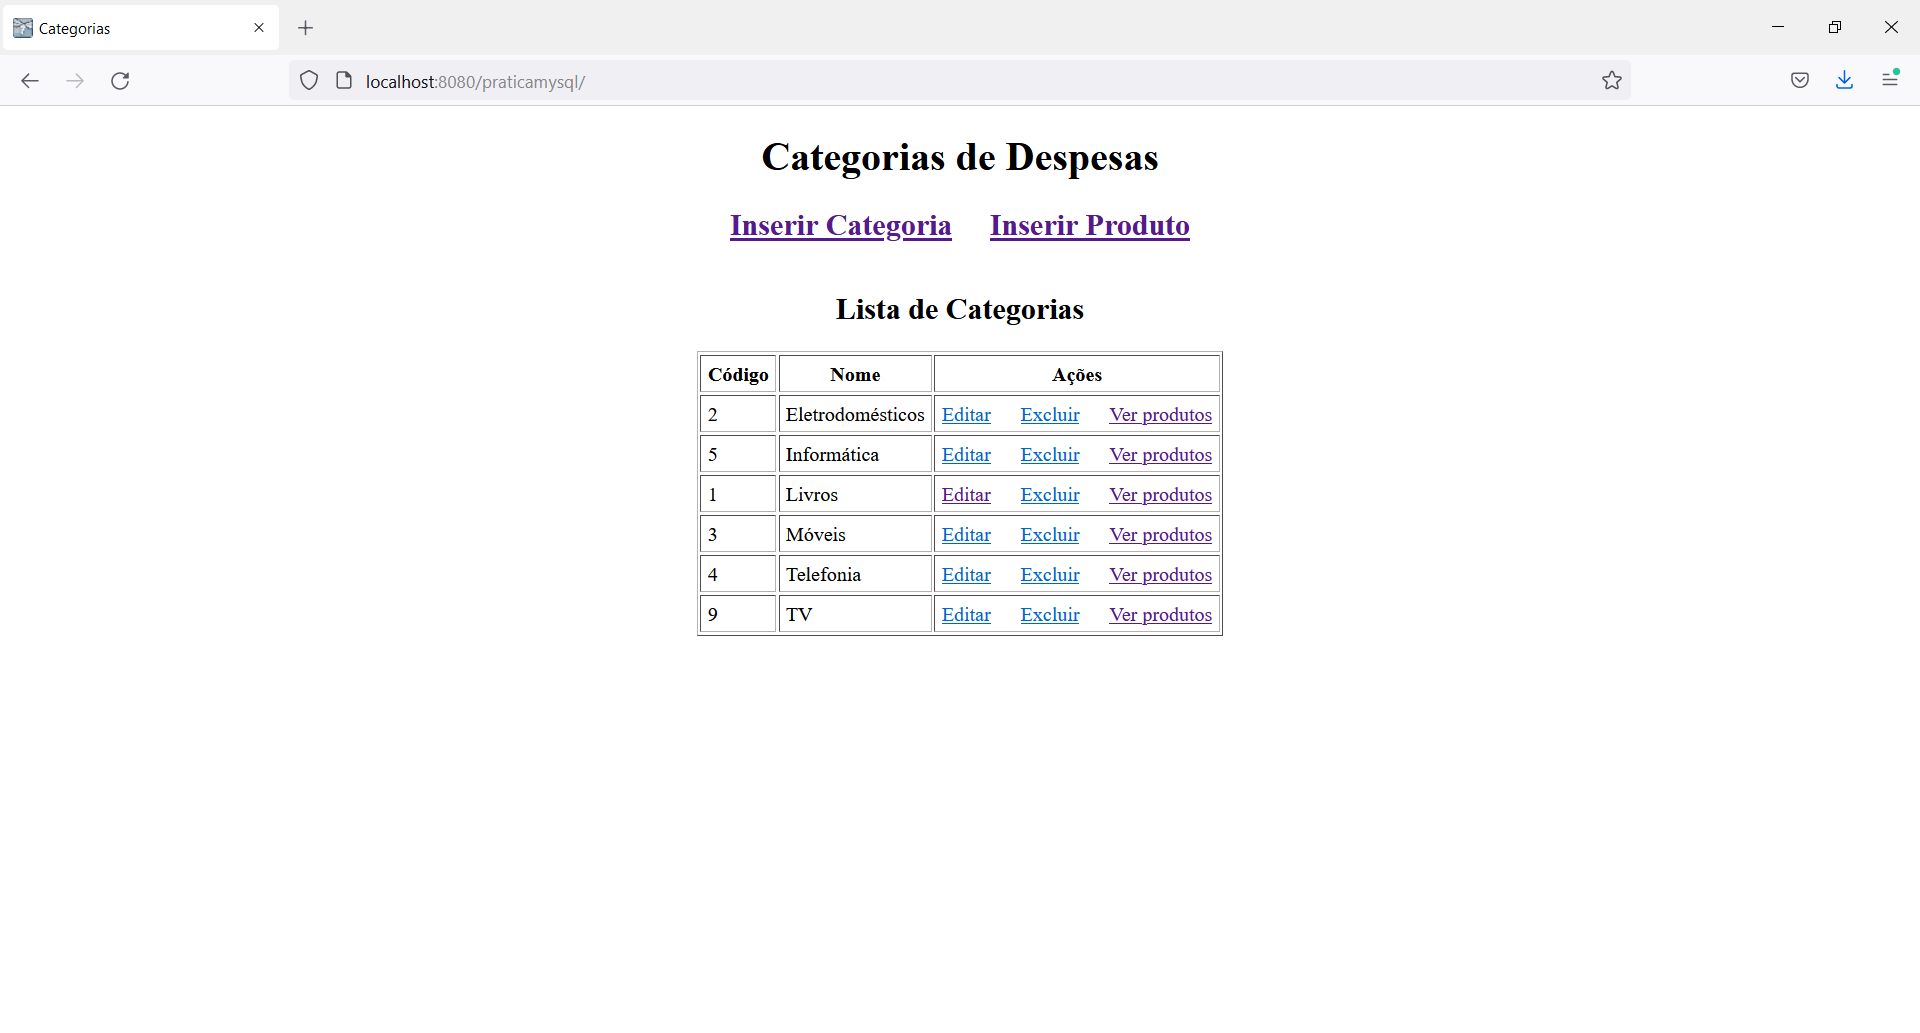 Categorias
localhost:8080/praticamysql/
Categorias de Despesas
Inserir Categoria Inserir Produto
Lista de Categorias
Código Nome Ações
2 Eletrodomésticos Editar Excluir Ver produtos
5 Informática Editar Excluir Ver produtos
1 Livros Editar Excluir Ver produtos
3 Móveis Editar Excluir Ver produtos
4 Telefonia Editar Excluir Ver produtos
9 TV Editar Excluir Ver produtos